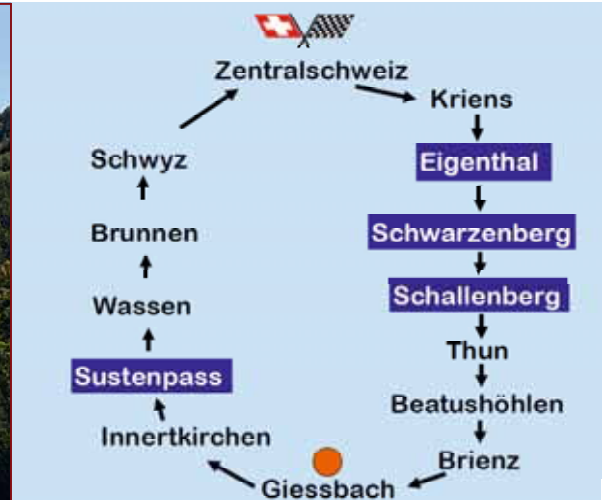 Zentralschweiz
Kriens
Eigenthal
Schwarzenberg
Schallenberg
Thun
Beatushöhlen
Brienz
Giessbach
Innertkirchen
Sustenpass
Wassen
Brunnen
Schwyz